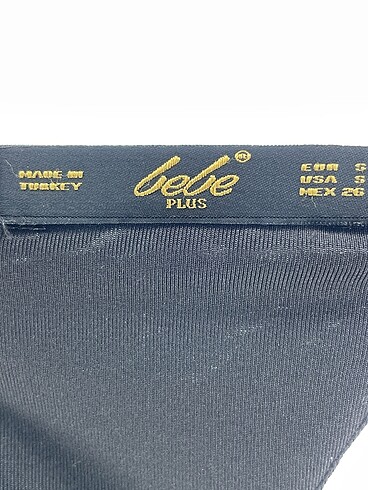 MADE IN
TURKEY
bebe
PLUS
EUR S
USA S
MEX 26